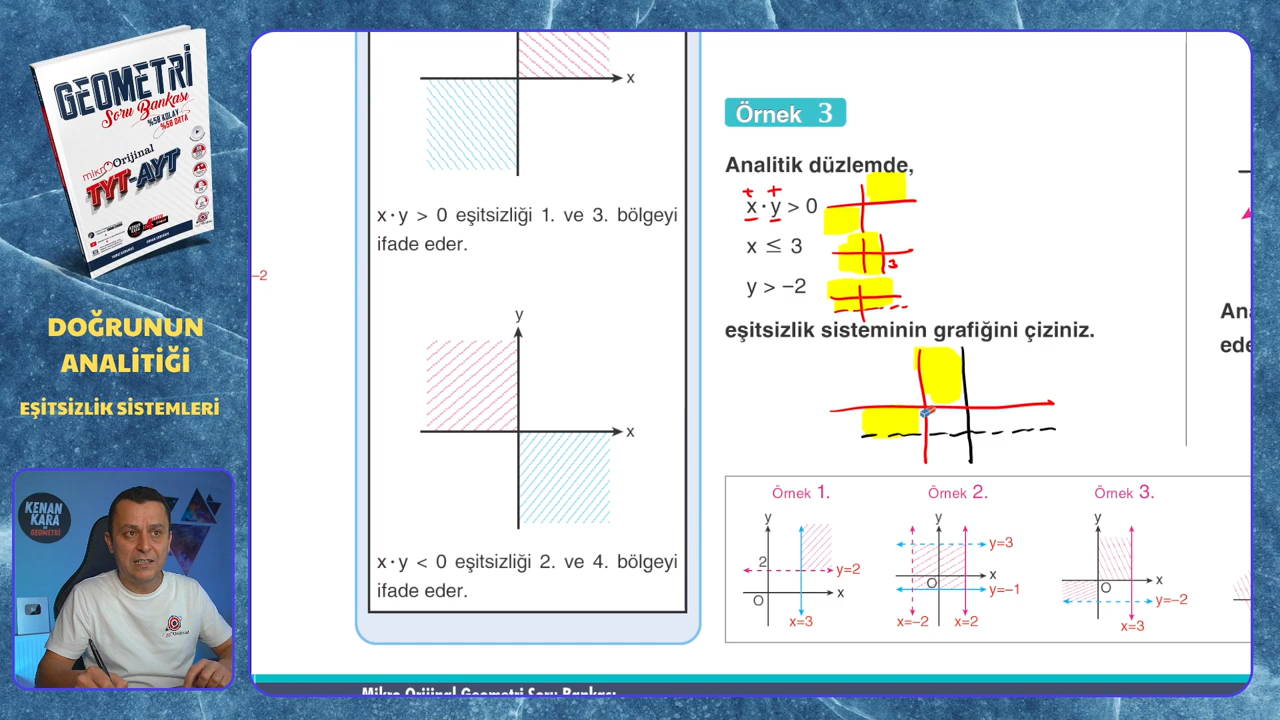 GEOMETRİ
Soru Bankası
%50 KOLAY
%50 ORTA
mikro Orijinal
TYT-AYT
DOĞRUNUN
ANALİTİĞİ
EŞİTSİZLİK SİSTEMLERİ
KENAN
KARA
GEOMETRİ
–2
x
x · y > 0 eşitsizliği 1. ve 3. bölgeyi
ifade eder.
y
x
x · y < 0 eşitsizliği 2. ve 4. bölgeyi
ifade eder.
Örnek 3
Analitik düzlemde,
+ +
x · y > 0
x ≤ 3
3
y > –2
eşitsizlik sisteminin grafiğini çiziniz.
Örnek 1.
y
2
y=2
O
x
x=3
Örnek 2.
y
y=3
x
O
y=–1
x=–2
x=2
Örnek 3.
y
x
O
y=–2
x=3
Ana
ede
Mikro Orijinal Geometri Soru Bankası